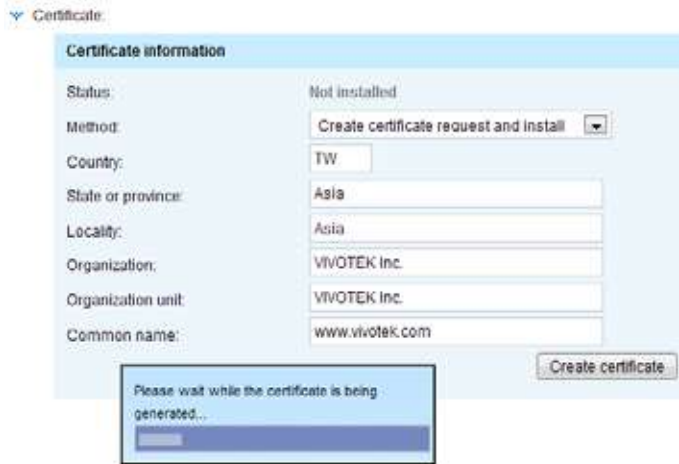 Certificate:
Certificate information
Status: Not installed
Method: Create certificate request and install
Country: TW
State or province: Asia
Locality: Asia
Organization: VIVOTEK Inc.
Organization unit: VIVOTEK Inc.
Common name: www.vivotek.com
Create certificate
Please wait while the certificate is being
generated...